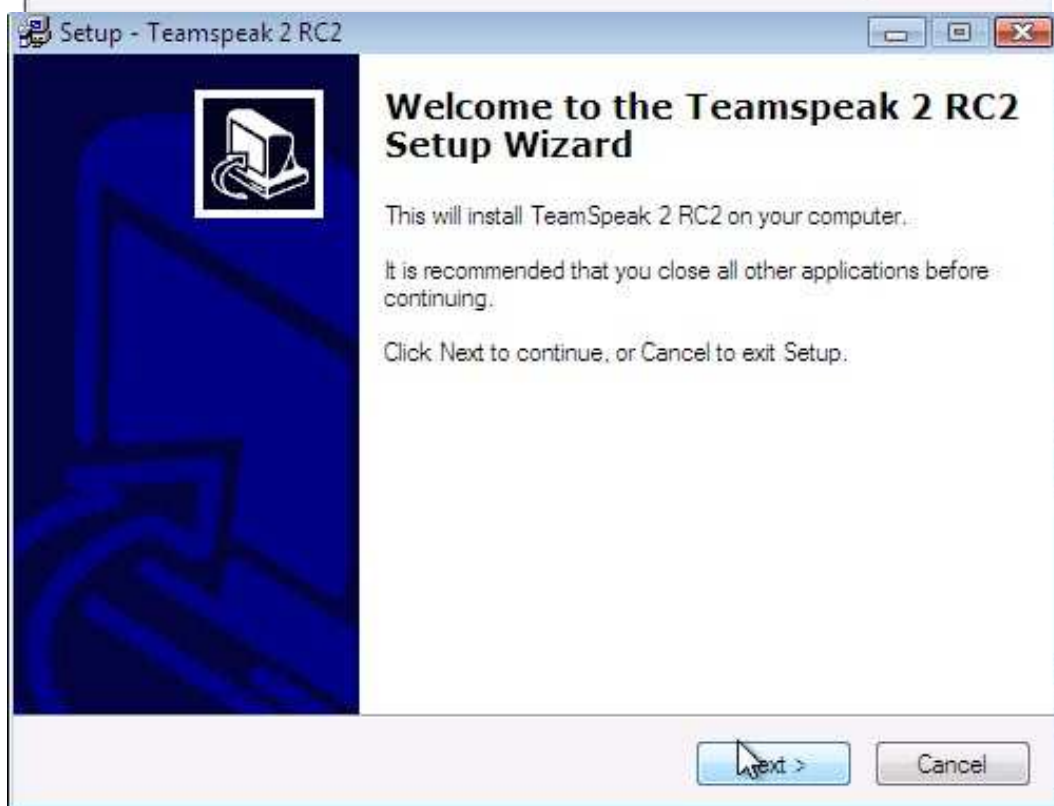 Setup - Teamspeak 2 RC2
Welcome to the Teamspeak 2 RC2
Setup Wizard
This will install TeamSpeak 2 RC2 on your computer.
It is recommended that you close all other applications before
continuing.
Click Next to continue, or Cancel to exit Setup.
Next >
Cancel